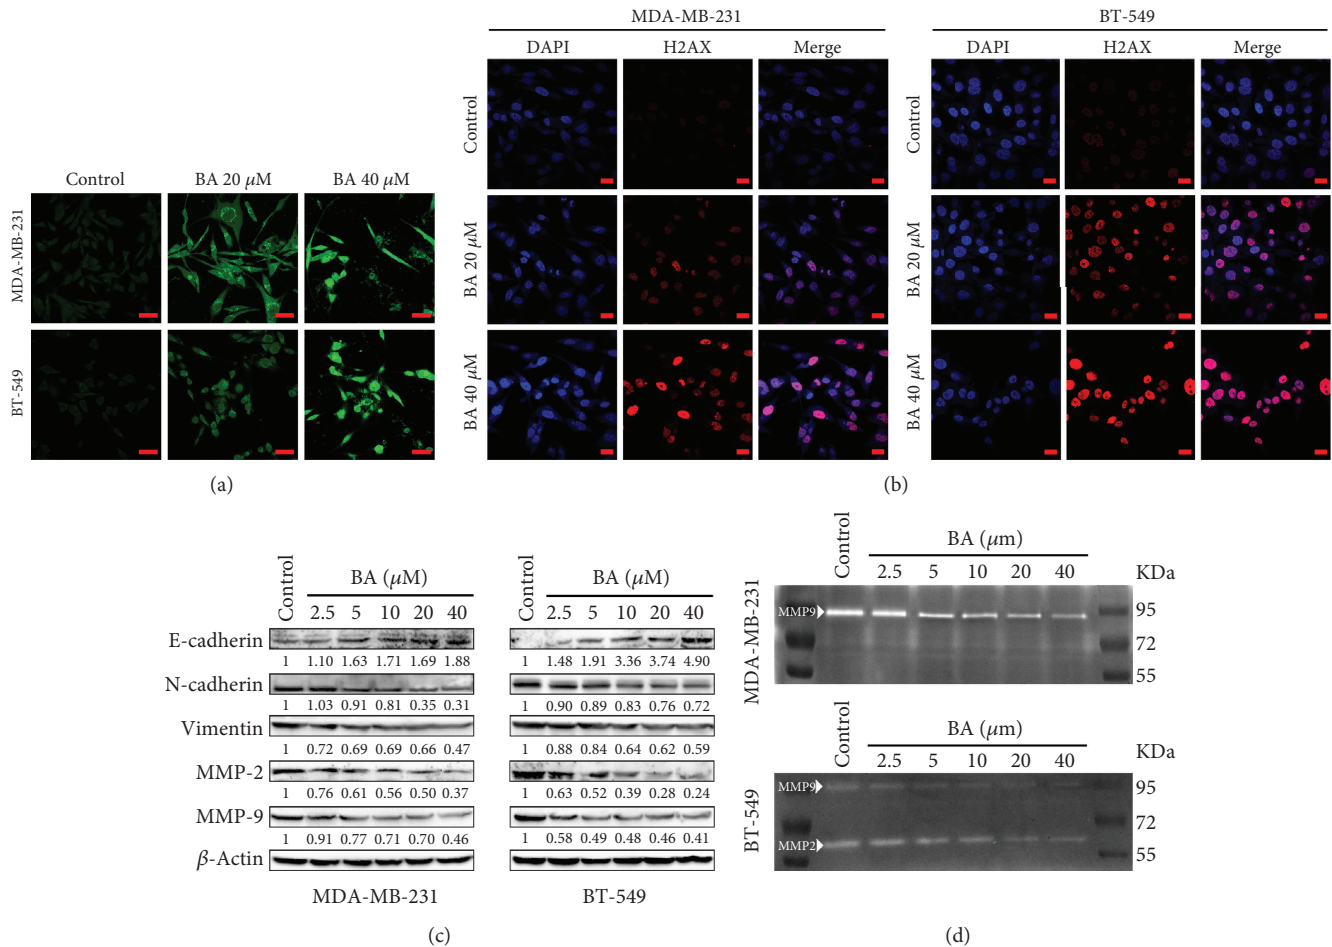 Control BA 20 μM BA 40 μM
MDA-MB-231
BT-549
(a)
MDA-MB-231 BT-549
DAPI H2AX Merge DAPI H2AX Merge
Control Control
BA 20 μM BA 20 μM
BA 40 μM BA 40 μM
(b)
Control BA (μM)
2.5 5 10 20 40
Control BA (μM)
2.5 5 10 20 40
E-cadherin
1 1.10 1.63 1.71 1.69 1.88 1 1.48 1.91 3.36 3.74 4.90
N-cadherin
1 1.03 0.91 0.81 0.35 0.31 1 0.90 0.89 0.83 0.76 0.72
Vimentin
1 0.72 0.69 0.69 0.66 0.47 1 0.88 0.84 0.64 0.62 0.59
MMP-2
1 0.76 0.61 0.56 0.50 0.37 1 0.63 0.52 0.39 0.28 0.24
MMP-9
1 0.91 0.77 0.71 0.70 0.46 1 0.58 0.49 0.48 0.46 0.41
β-Actin
MDA-MB-231 BT-549
(c)
Control BA (μm)
2.5 5 10 20 40 KDa
MDA-MB-231
MMP9 95
72
55
Control BA (μm)
2.5 5 10 20 40 KDa
BT-549
MMP9 95
72
MMP2 55
(d)